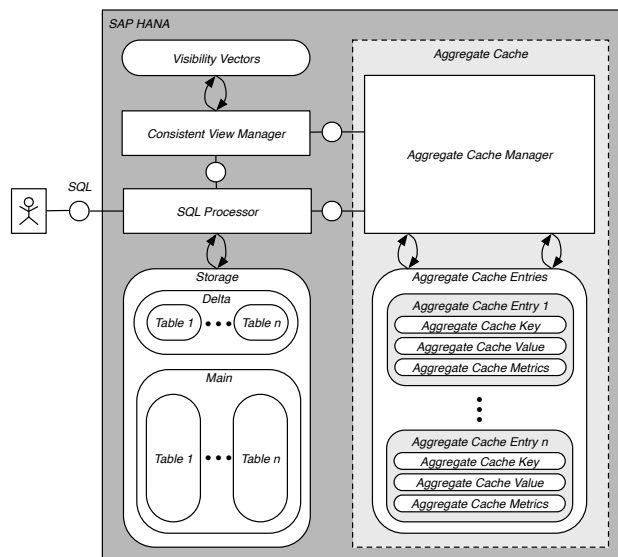 SAP HANA
Visibility Vectors
Aggregate Cache
Consistent View Manager
Aggregate Cache Manager
SQL
SQL Processor
Storage
Delta
Table 1
Table n
Main
Table 1
Table n
Aggregate Cache Entries
Aggregate Cache Entry 1
Aggregate Cache Key
Aggregate Cache Value
Aggregate Cache Metrics
Aggregate Cache Entry n
Aggregate Cache Key
Aggregate Cache Value
Aggregate Cache Metrics